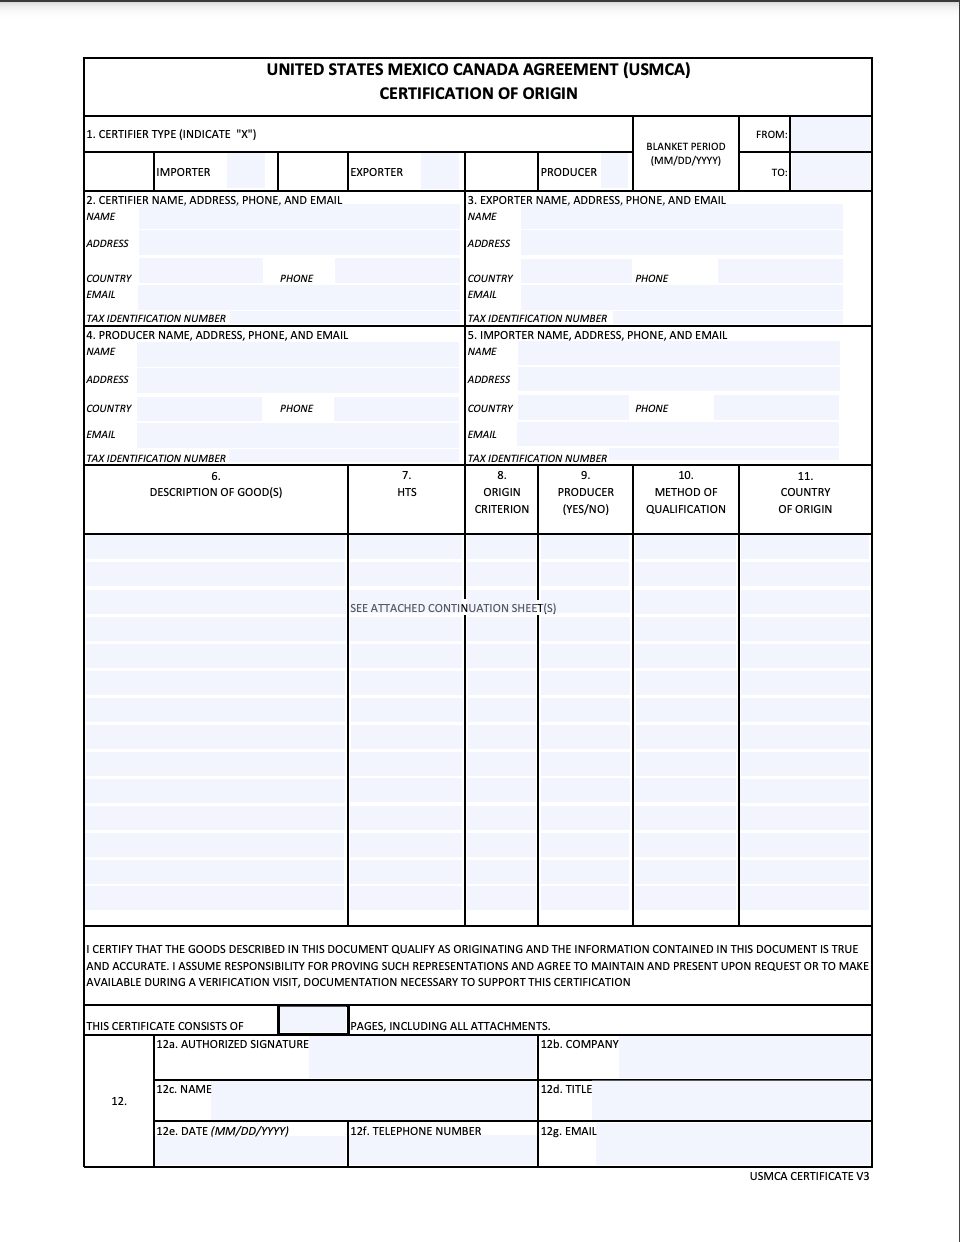 UNITED STATES MEXICO CANADA AGREEMENT (USMCA)
CERTIFICATION OF ORIGIN
1. CERTIFIER TYPE (INDICATE "X")
BLANKET PERIOD
(MM/DD/YYYY)
FROM:
IMPORTER
EXPORTER
PRODUCER
TO:
2. CERTIFIER NAME, ADDRESS, PHONE, AND EMAIL
NAME
ADDRESS
COUNTRY PHONE
EMAIL
TAX IDENTIFICATION NUMBER
3. EXPORTER NAME, ADDRESS, PHONE, AND EMAIL
NAME
ADDRESS
COUNTRY PHONE
EMAIL
TAX IDENTIFICATION NUMBER
4. PRODUCER NAME, ADDRESS, PHONE, AND EMAIL
NAME
ADDRESS
COUNTRY PHONE
EMAIL
TAX IDENTIFICATION NUMBER
5. IMPORTER NAME, ADDRESS, PHONE, AND EMAIL
NAME
ADDRESS
COUNTRY PHONE
EMAIL
TAX IDENTIFICATION NUMBER
6.
DESCRIPTION OF GOOD(S)
7.
HTS
8.
ORIGIN
CRITERION
9.
PRODUCER
(YES/NO)
10.
METHOD OF
QUALIFICATION
11.
COUNTRY
OF ORIGIN
SEE ATTACHED CONTINUATION SHEET(S)
I CERTIFY THAT THE GOODS DESCRIBED IN THIS DOCUMENT QUALIFY AS ORIGINATING AND THE INFORMATION CONTAINED IN THIS DOCUMENT IS TRUE
AND ACCURATE. I ASSUME RESPONSIBILITY FOR PROVING SUCH REPRESENTATIONS AND AGREE TO MAINTAIN AND PRESENT UPON REQUEST OR TO MAKE
AVAILABLE DURING A VERIFICATION VISIT, DOCUMENTATION NECESSARY TO SUPPORT THIS CERTIFICATION
THIS CERTIFICATE CONSISTS OF PAGES, INCLUDING ALL ATTACHMENTS.
12.
12a. AUTHORIZED SIGNATURE
12b. COMPANY
12c. NAME
12d. TITLE
12e. DATE (MM/DD/YYYY)
12f. TELEPHONE NUMBER
12g. EMAIL
USMCA CERTIFICATE V3